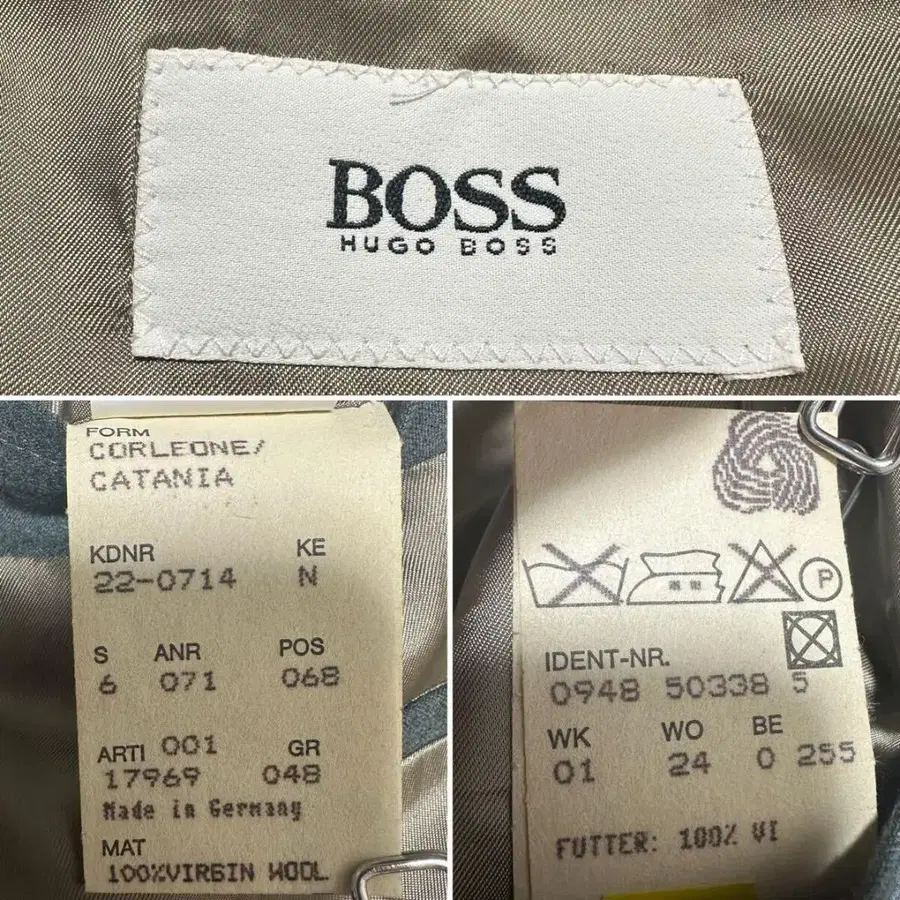 BOSS
HUGO BOSS
FORM
CORLEONE/
CATANIA
KDNR KE
22-0714 N
S ANR POS
6 071 068
ARTI 001 GR
17969 048
Made in Germany
MAT
100%VIRGIN WOOL
P
IDENT-NR.
0948 50338 5
WK WO BE
01 24 0 255
FUTTER: 100% VI